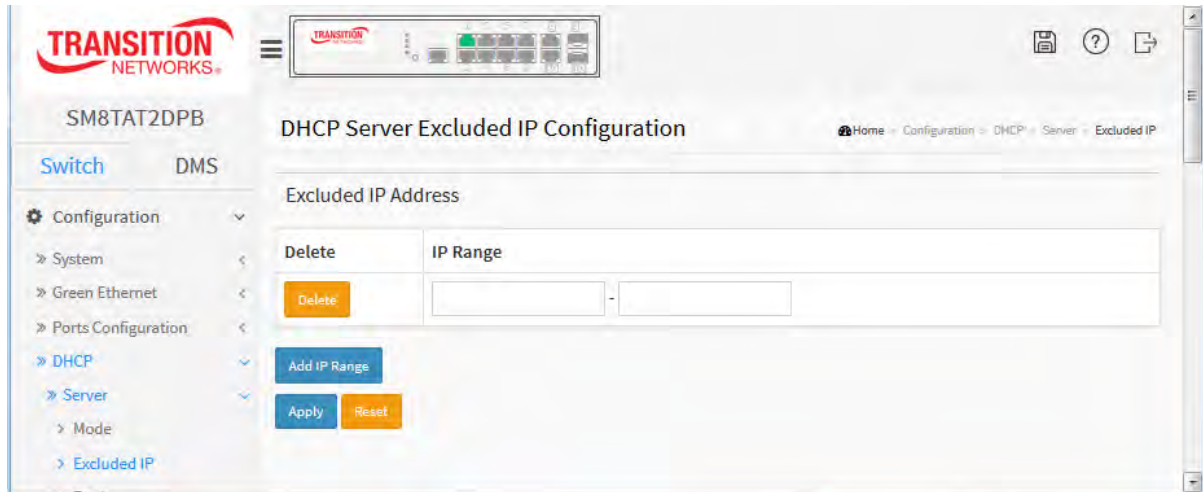 TRANSITION
NETWORKS®
TRANSITION
SM8TAT2DPB
Switch DMS
Configuration
» System
» Green Ethernet
» Ports Configuration
» DHCP
» Server
> Mode
> Excluded IP
DHCP Server Excluded IP Configuration
Home > Configuration > DHCP > Server > Excluded IP
Excluded IP Address
Delete IP Range
Delete -
Add IP Range
Apply Reset